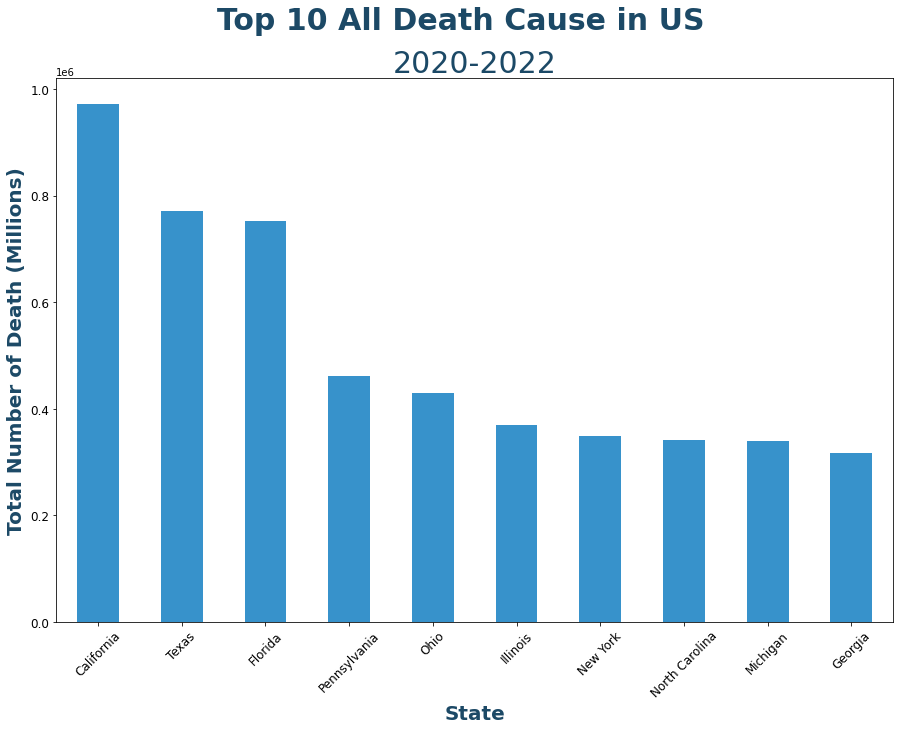 Top 10 All Death Cause in US
2020-2022
1e6
1.0
0.8
0.6
0.4
0.2
0.0
Total Number of Death (Millions)
California
Texas
Florida
Pennsylvania
Ohio
Illinois
New York
North Carolina
Michigan
Georgia
State